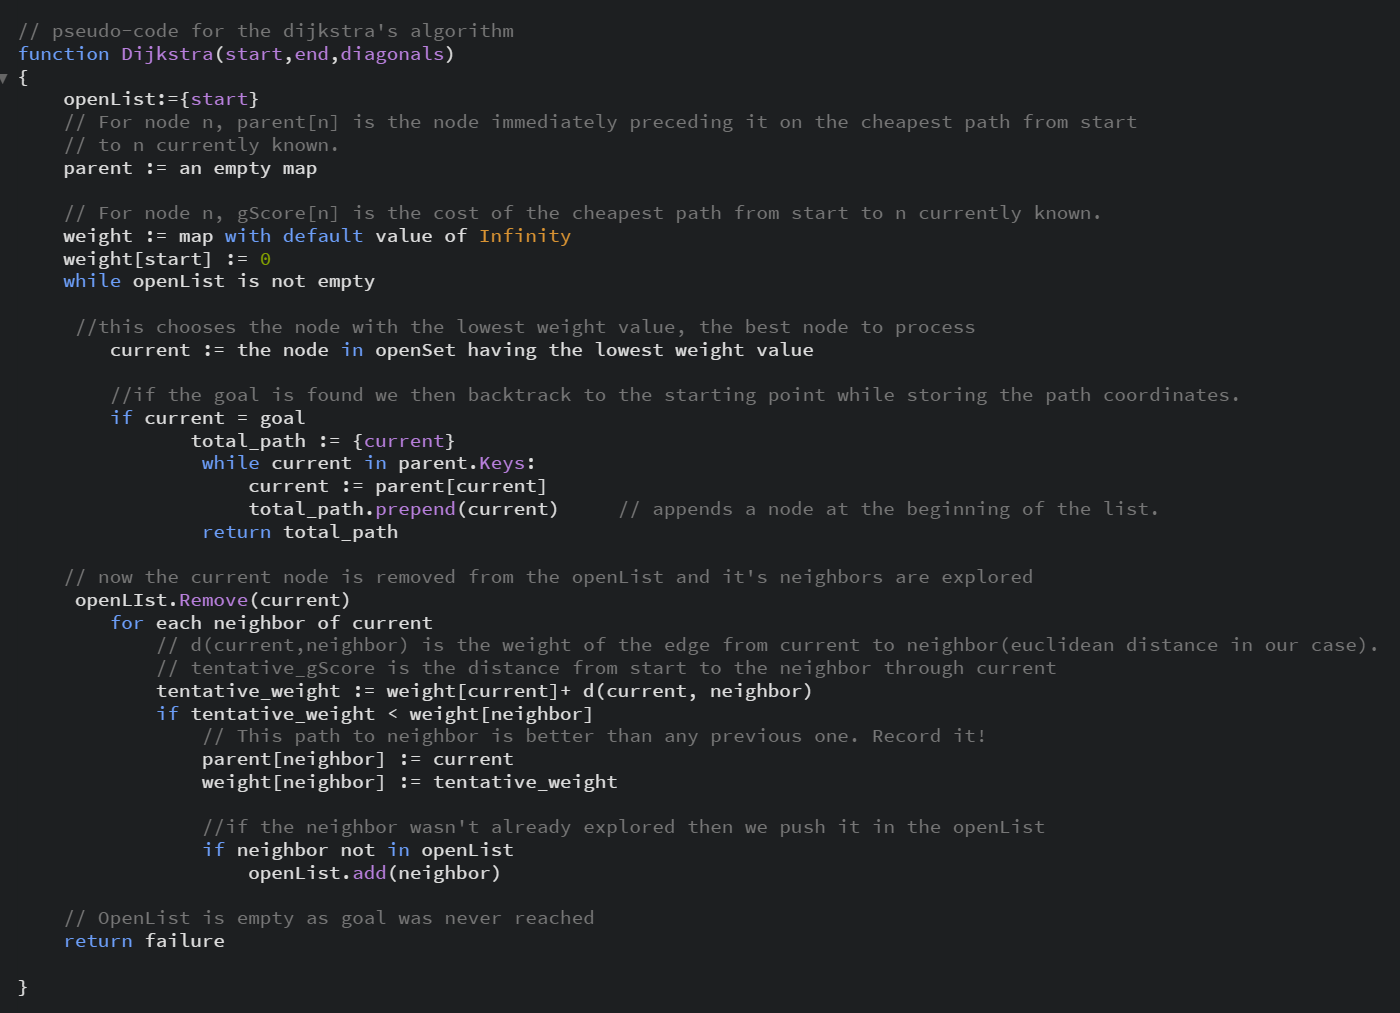 // pseudo-code for the dijkstra's algorithm
function Dijkstra(start,end,diagonals)
{
openList:={start}
// For node n, parent[n] is the node immediately preceding it on the cheapest path from start
// to n currently known.
parent := an empty map
// For node n, gScore[n] is the cost of the cheapest path from start to n currently known.
weight := map with default value of Infinity
weight[start] := 0
while openList is not empty
//this chooses the node with the lowest weight value, the best node to process
current := the node in openSet having the lowest weight value
//if the goal is found we then backtrack to the starting point while storing the path coordinates.
if current = goal
total_path := {current}
while current in parent.Keys:
current := parent[current]
total_path.prepend(current)     // appends a node at the beginning of the list.
return total_path
// now the current node is removed from the openList and it's neighbors are explored
openLIst.Remove(current)
for each neighbor of current
// d(current,neighbor) is the weight of the edge from current to neighbor(euclidean distance in our case).
// tentative_gScore is the distance from start to the neighbor through current
tentative_weight := weight[current]+ d(current, neighbor)
if tentative_weight < weight[neighbor]
// This path to neighbor is better than any previous one. Record it!
parent[neighbor] := current
weight[neighbor] := tentative_weight
//if the neighbor wasn't already explored then we push it in the openList
if neighbor not in openList
openList.add(neighbor)
// OpenList is empty as goal was never reached
return failure
}